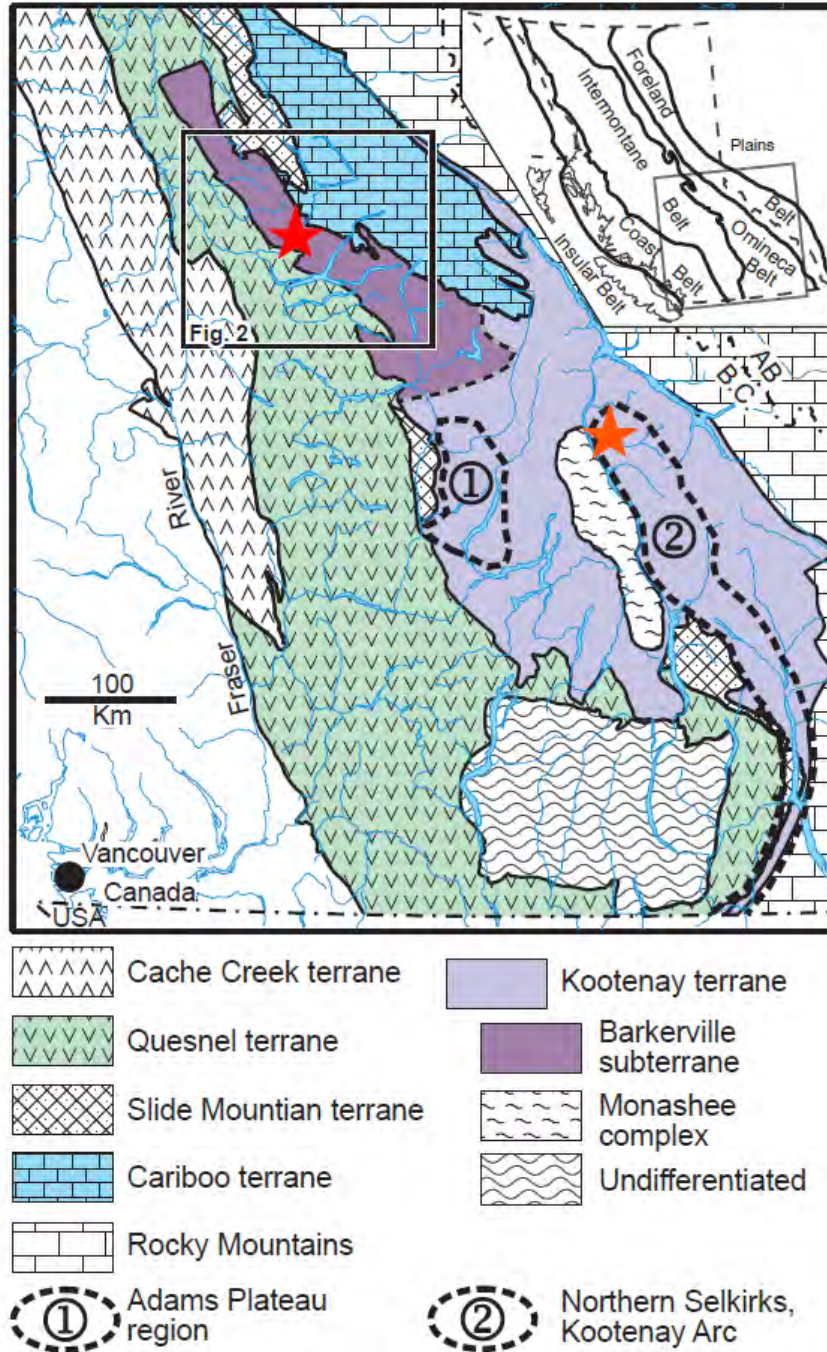 Foreland
Belt
Intermontane
Belt
Plains
Omineca
Belt
Coast
Belt
Insular Belt
Fig. 2
AB
B.C.
1
2
River
Fraser
100
Km
Vancouver
Canada
USA
Cache Creek terrane
Quesnel terrane
Slide Mountian terrane
Cariboo terrane
Rocky Mountains
1 Adams Plateau
region
Kootenay terrane
Barkerville
subterrane
Monashee
complex
Undifferentiated
2 Northern Selkirks,
Kootenay Arc